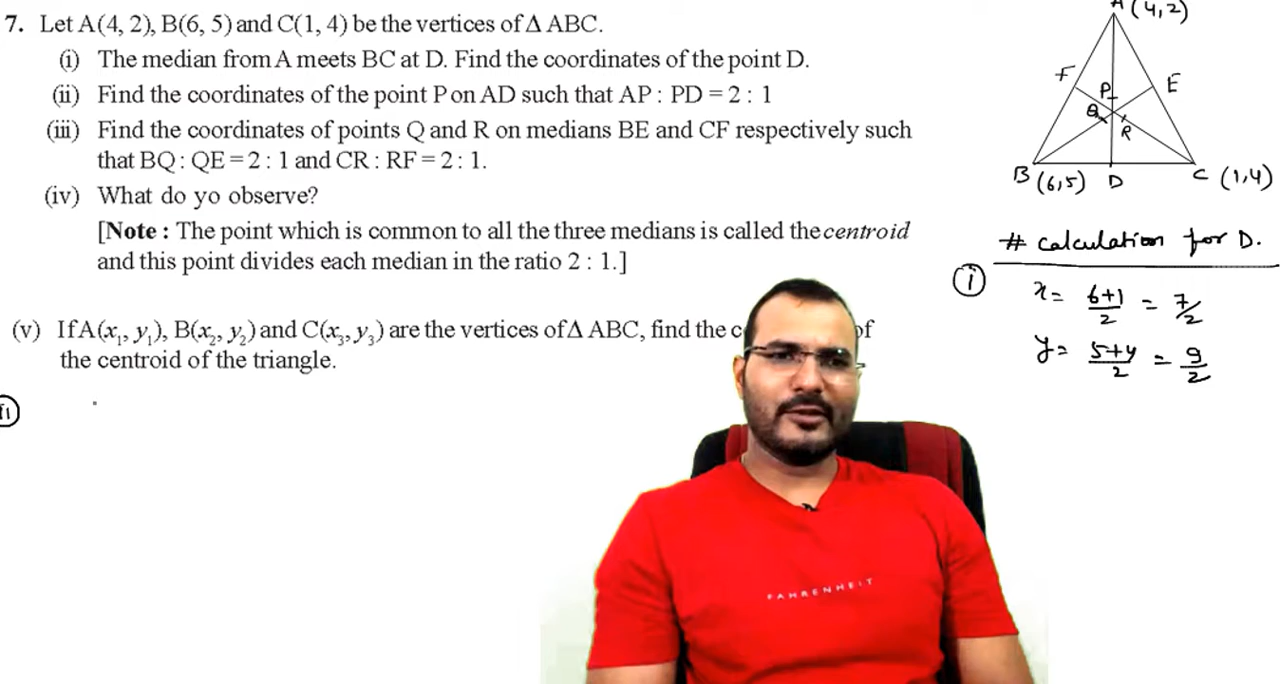 7. Let A(4, 2), B(6, 5) and C(1, 4) be the vertices of Δ ABC.
(i) The median from A meets BC at D. Find the coordinates of the point D.
(ii) Find the coordinates of the point P on AD such that AP : PD = 2 : 1
(iii) Find the coordinates of points Q and R on medians BE and CF respectively such
that BQ : QE = 2 : 1 and CR : RF = 2 : 1.
(iv) What do yo observe?
[Note : The point which is common to all the three medians is called the centroid
and this point divides each median in the ratio 2 : 1.]
(v) If A(x₁, y₁), B(x₂, y₂) and C(x₃, y₃) are the vertices of Δ ABC, find the of
the centroid of the triangle.
A (4,2)
F E
P
Q R
B (6,5) D C (1,4)
# calculation for D.
(i) x = 6+1/2 = 7/2
y = 5+4/2 = 9/2
FAHRENHEIT